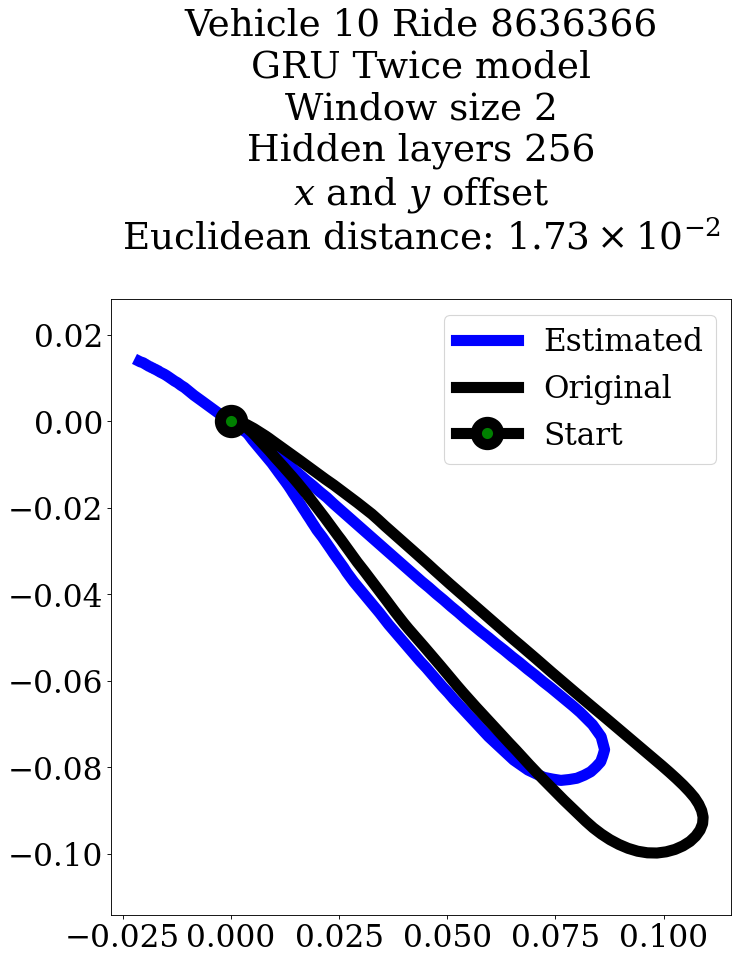 Vehicle 10 Ride 8636366
GRU Twice model
Window size 2
Hidden layers 256
x and y offset
Euclidean distance: 1.73 × 10⁻²
Estimated
Original
Start
0.02
0.00
−0.02
−0.04
−0.06
−0.08
−0.10
−0.025 0.000 0.025 0.050 0.075 0.100